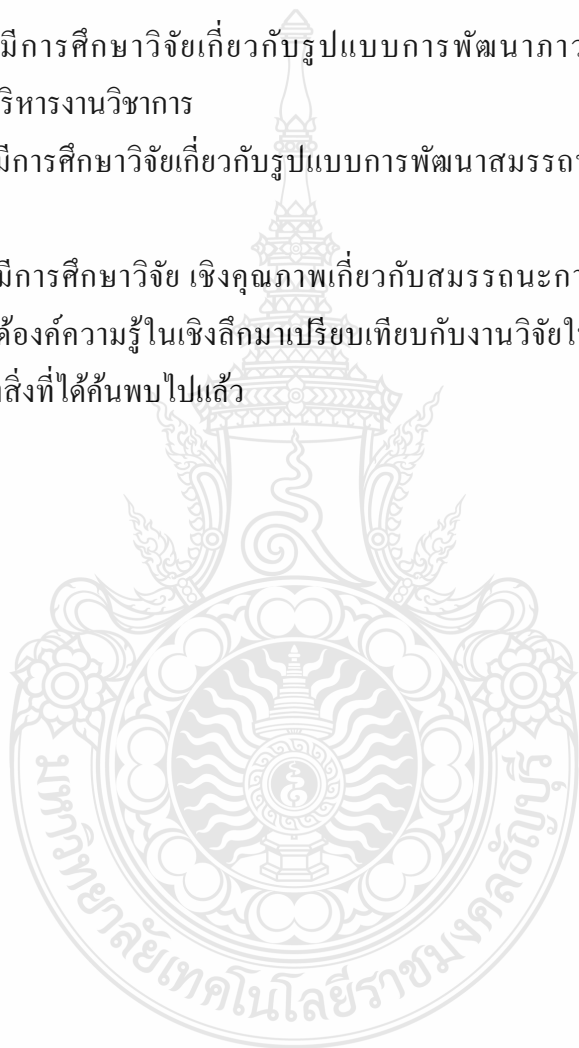 มีการศึกษาวิจัยเกี่ยวกับรูปแบบการพัฒนาภาว
ริหารงานวิชาการ
มีการศึกษาวิจัยเกี่ยวกับรูปแบบการพัฒนาสมรรถน
มีการศึกษาวิจัย เชิงคุณภาพเกี่ยวกับสมรรถนะกา
ด้องค์ความรู้ในเชิงลึกมาเปรียบเทียบกับงานวิจัยใน
สิ่งที่ได้ค้นพบไปแล้ว
มหาวิทยาลัยเทคโนโลยีราชมงคลธัญบุรี